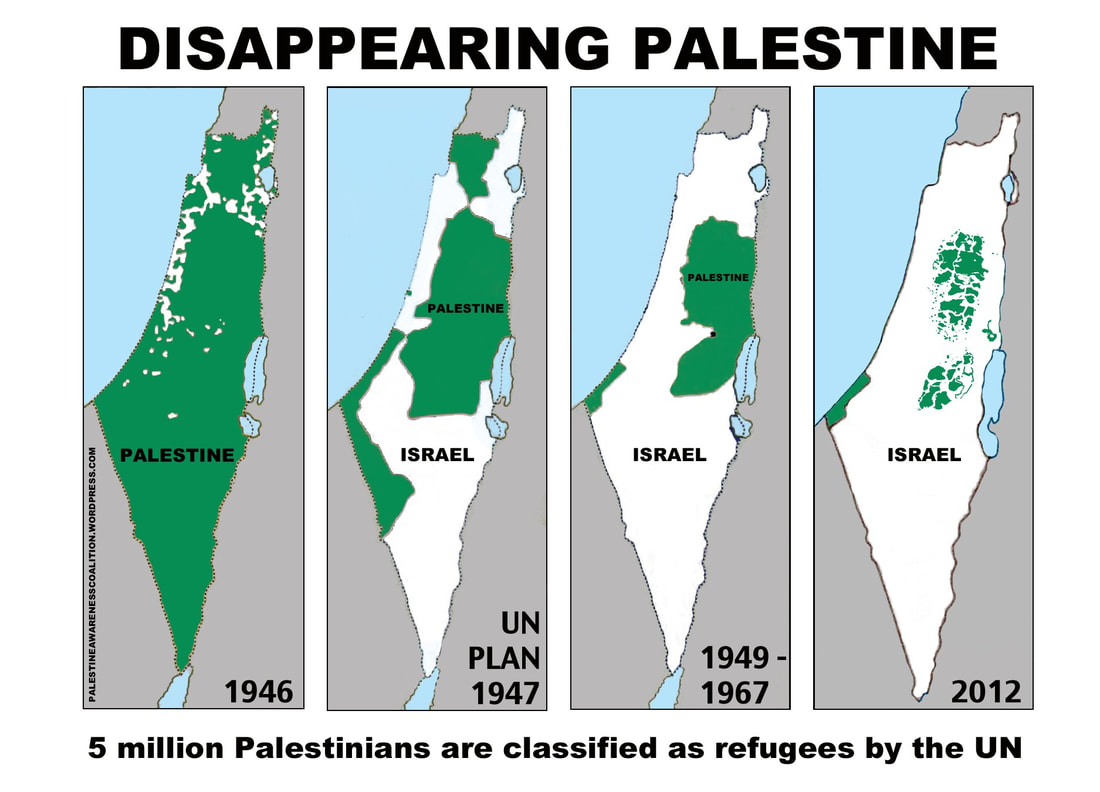 DISAPPEARING PALESTINE
PALESTINEAWARENESSCOALITION.WORDPRESS.COM
PALESTINE
1946
PALESTINE
ISRAEL
UN
PLAN
1947
PALESTINE
ISRAEL
1949 -
1967
ISRAEL
2012
5 million Palestinians are classified as refugees by the UN